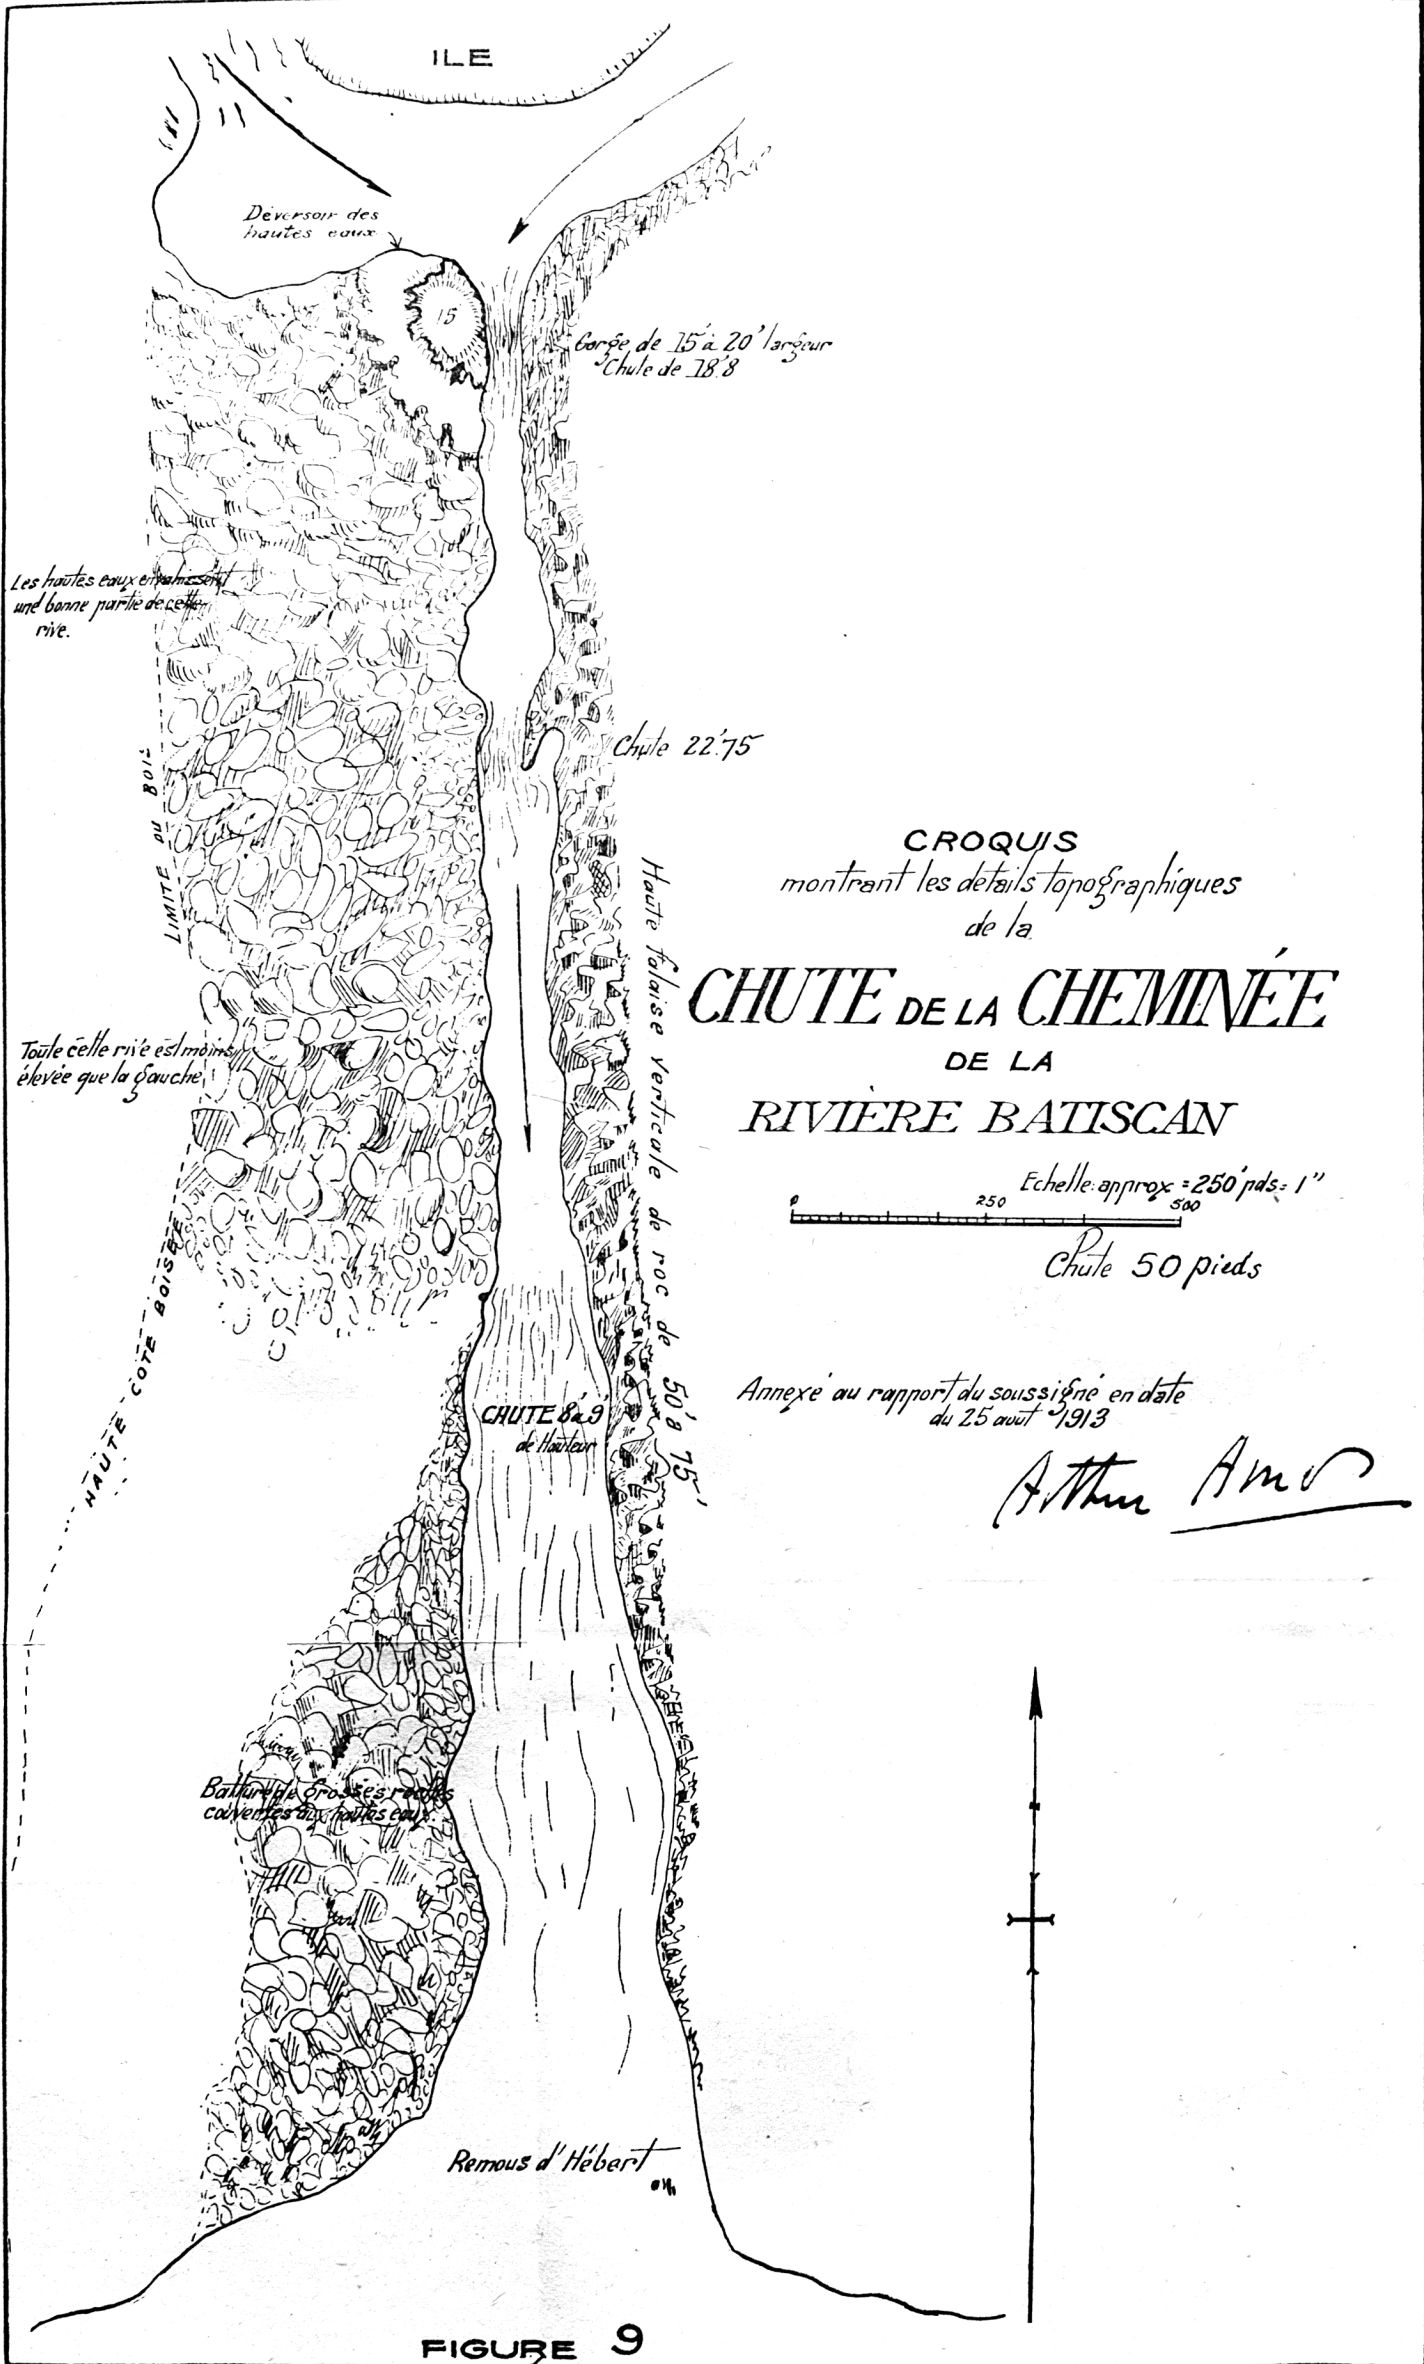 ILE
Déversoir des
hautes eaux
15
Gorge de 15' à 20' largeur
Chute de 18'.8
Les hautes eaux envahissent
une bonne partie de cette
rive.
Chute 22'.75
LIMITE DU BOIS
Haute falaise verticale de roc de 50' à 75'
Toute cette rive est moins
élevée que la gauche
HAUTE COTE BOISÉE
CHUTE 8' à 9'
de Hauteur
Batture de grosses roches
couvertes aux hautes eaux.
Remous d'Hébert
CROQUIS
montrant les détails topographiques
de la
CHUTE DE LA CHEMINÉE
DE LA
RIVIÈRE BATISCAN
Echelle: approx = 250' pds = 1"
0 250 500
Chute 50 pieds
Annexé au rapport du soussigné en date
du 25 août 1913
Arthur Amos
FIGURE 9